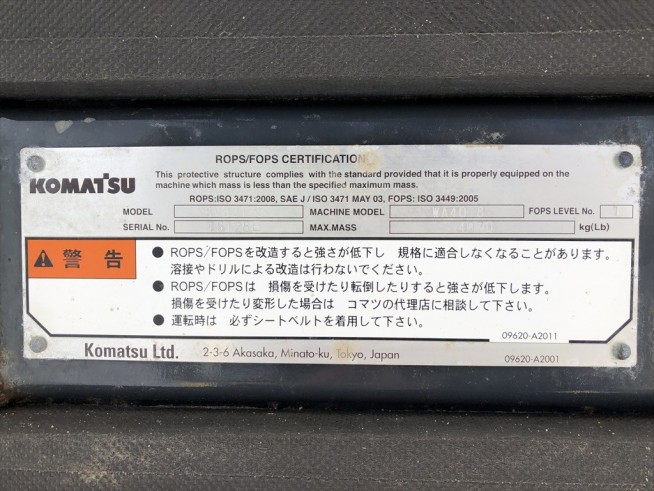 ROPS/FOPS CERTIFICATION
KOMATSU
This protective structure complies with the standard provided that it is properly equipped on the
machine which mass is less than the specified maximum mass.
ROPS:ISO 3471:2008, SAE J / ISO 3471 MAY 03, FOPS: ISO 3449:2005
MODEL MACHINE MODEL FOPS LEVEL No.
SERIAL No. MAX.MASS kg(Lb)
警告
● ROPS/FOPSを改造すると強さが低下し 規格に適合しなくなることがあります。
溶接やドリルによる改造は行わないでください。
● ROPS/FOPSは 損傷を受けたり転倒したりすると強さが低下します。
損傷を受けたり変形した場合は コマツの代理店に相談して下さい。
● 運転時は 必ずシートベルトを着用して下さい。
09620-A2011
Komatsu Ltd. 2-3-6 Akasaka, Minato-ku, Tokyo, Japan 09620-A2001